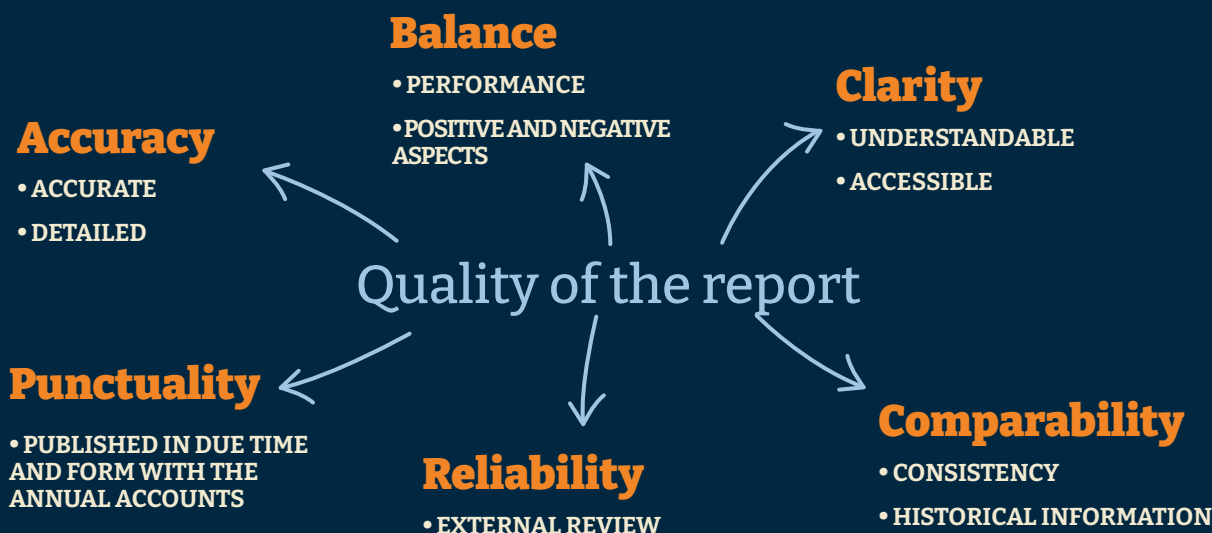 Balance
• PERFORMANCE
• POSITIVE AND NEGATIVE
ASPECTS
Clarity
• UNDERSTANDABLE
• ACCESSIBLE
Accuracy
• ACCURATE
• DETAILED
Quality of the report
Punctuality
• PUBLISHED IN DUE TIME
AND FORM WITH THE
ANNUAL ACCOUNTS
Reliability
• EXTERNAL REVIEW
Comparability
• CONSISTENCY
• HISTORICAL INFORMATION